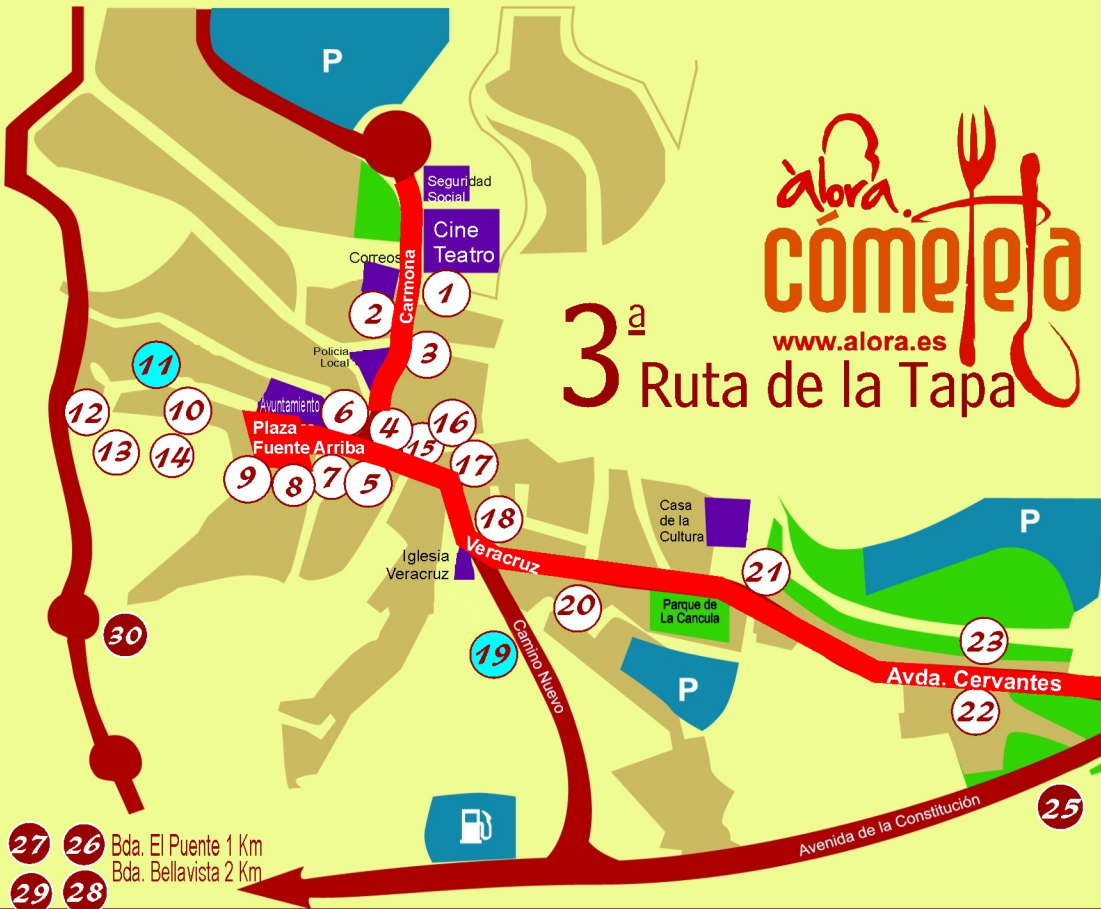 P
Seguridad
Social
Cine
Teatro
Correos
Carmona
1
2
3
Policia
Local
àlora.
cómetela
www.alora.es
3ª
Ruta de la Tapa
11
12
10
13
14
Ayuntamiento
6
4
16
15
17
Plaza
Fuente Arriba
9
8
7
5
18
Iglesia
Veracruz
Veracruz
Casa
de la
Cultura
P
21
20
Parque de
La Cancula
30
19
Camino Nuevo
P
23
Avda. Cervantes
22
25
Avenida de la Constitución
27
26
Bda. El Puente 1 Km
Bda. Bellavista 2 Km
29
28